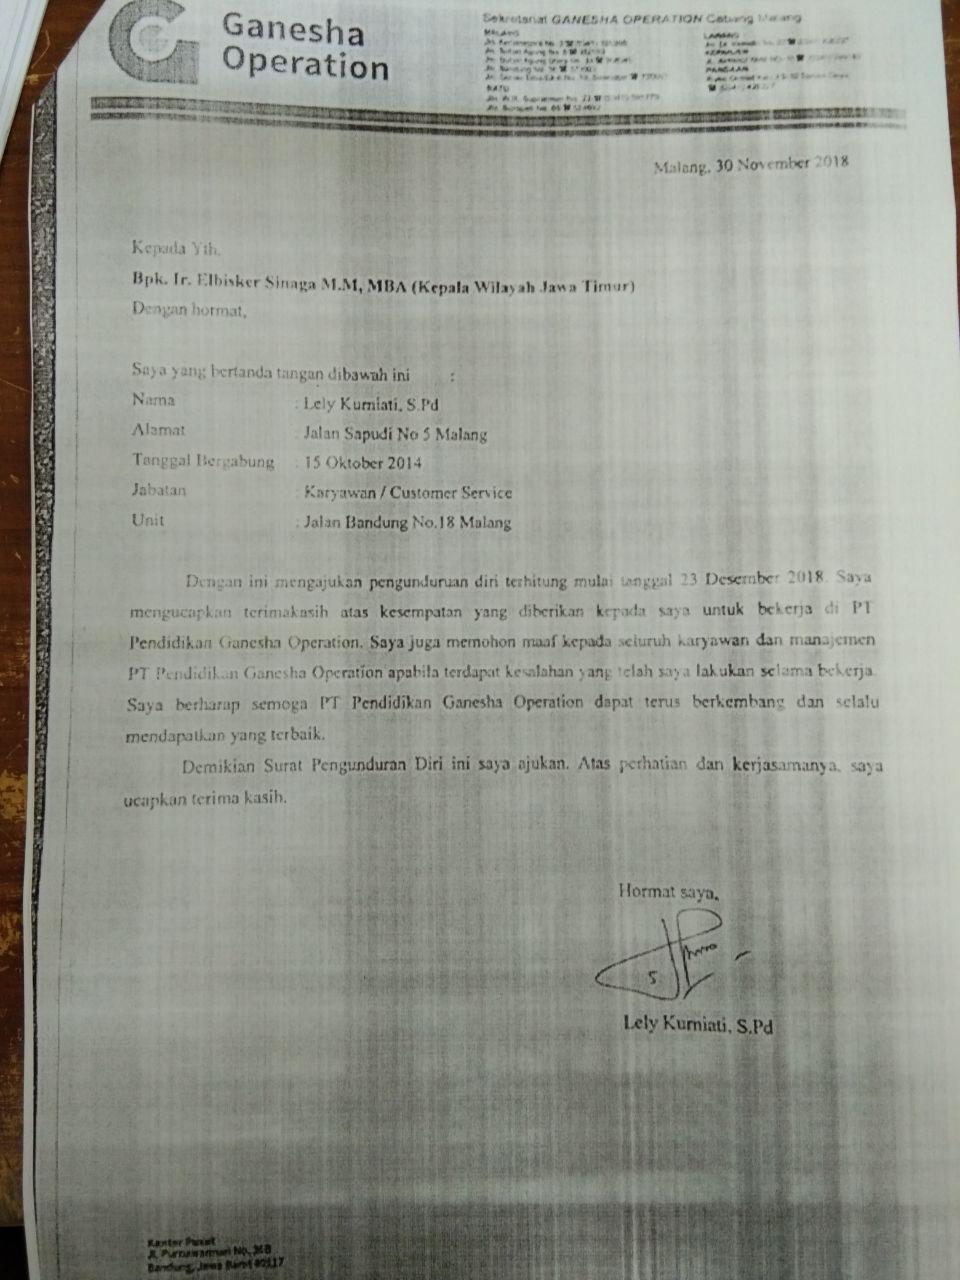 Ganesha
Operation
Sekretariat GANESHA OPERATION Cabang Malang
MALANG
LAWANG
KEPANJEN
BATU
Malang, 30 November 2018
Kepada Yth.
Bpk. Ir. Elbisker Sinaga M.M, MBA (Kepala Wilayah Jawa Timur)
Dengan hormat,
Saya yang bertanda tangan dibawah ini :
Nama : Lely Kurniati, S.Pd
Alamat : Jalan Sapudi No 5 Malang
Tanggal Bergabung : 15 Oktober 2014
Jabatan : Karyawan / Customer Service
Unit : Jalan Bandung No.18 Malang
Dengan ini mengajukan pengunduruan diri terhitung mulai tanggal 23 Desember 2018. Saya
mengucapkan terimakasih atas kesempatan yang diberikan kepada saya untuk bekerja di PT
Pendidikan Ganesha Operation. Saya juga memohon maaf kepada seluruh karyawan dan manajemen
PT Pendidikan Ganesha Operation apabila terdapat kesalahan yang telah saya lakukan selama bekerja.
Saya berharap semoga PT Pendidikan Ganesha Operation dapat terus berkembang dan selalu
mendapatkan yang terbaik.
Demikian Surat Pengunduran Diri ini saya ajukan. Atas perhatian dan kerjasamanya, saya
ucapkan terima kasih.
Hormat saya,
Lely Kurniati, S.Pd
Kantor Pusat
Jl. Purnawarman No. 36B
Bandung, Jawa Barat 40117